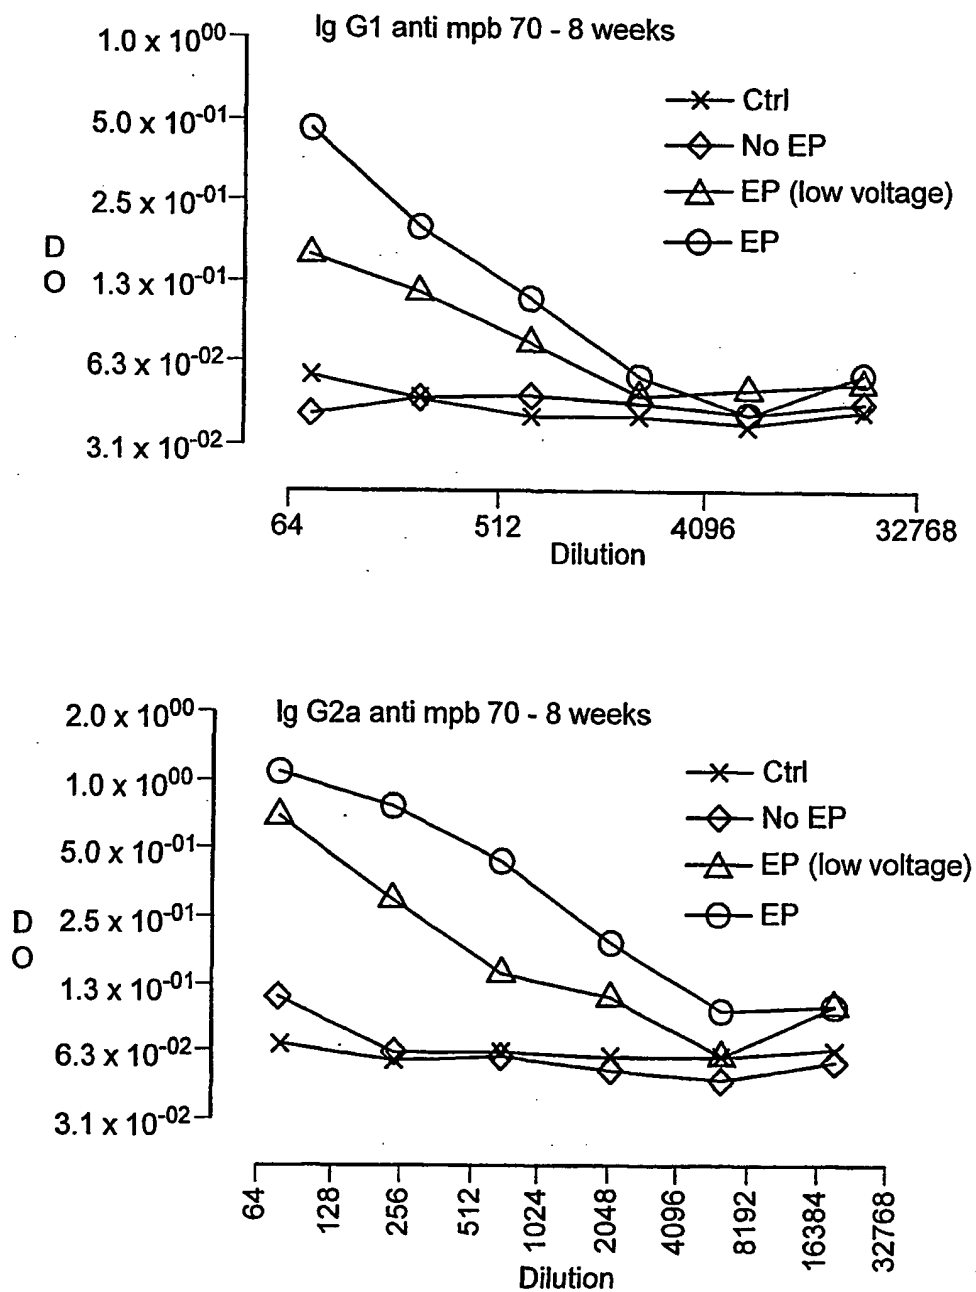 Ig G1 anti mpb 70 - 8 weeks
1.0 x 10^00
5.0 x 10^-01
2.5 x 10^-01
1.3 x 10^-01
6.3 x 10^-02
3.1 x 10^-02
D
O
Ctrl
No EP
EP (low voltage)
EP
64 512 4096 32768
Dilution
Ig G2a anti mpb 70 - 8 weeks
2.0 x 10^00
1.0 x 10^00
5.0 x 10^-01
2.5 x 10^-01
1.3 x 10^-01
6.3 x 10^-02
3.1 x 10^-02
D
O
Ctrl
No EP
EP (low voltage)
EP
64 128 256 512 1024 2048 4096 8192 16384 32768
Dilution